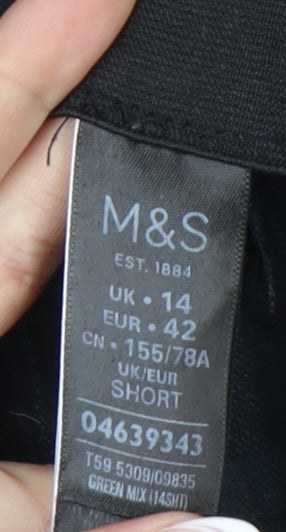 M&S
EST. 1884
UK • 14
EUR • 42
CN • 155/78A
UK/EUR
SHORT
04639343
T59 5309/09835
GREEN MIX (14SHT)